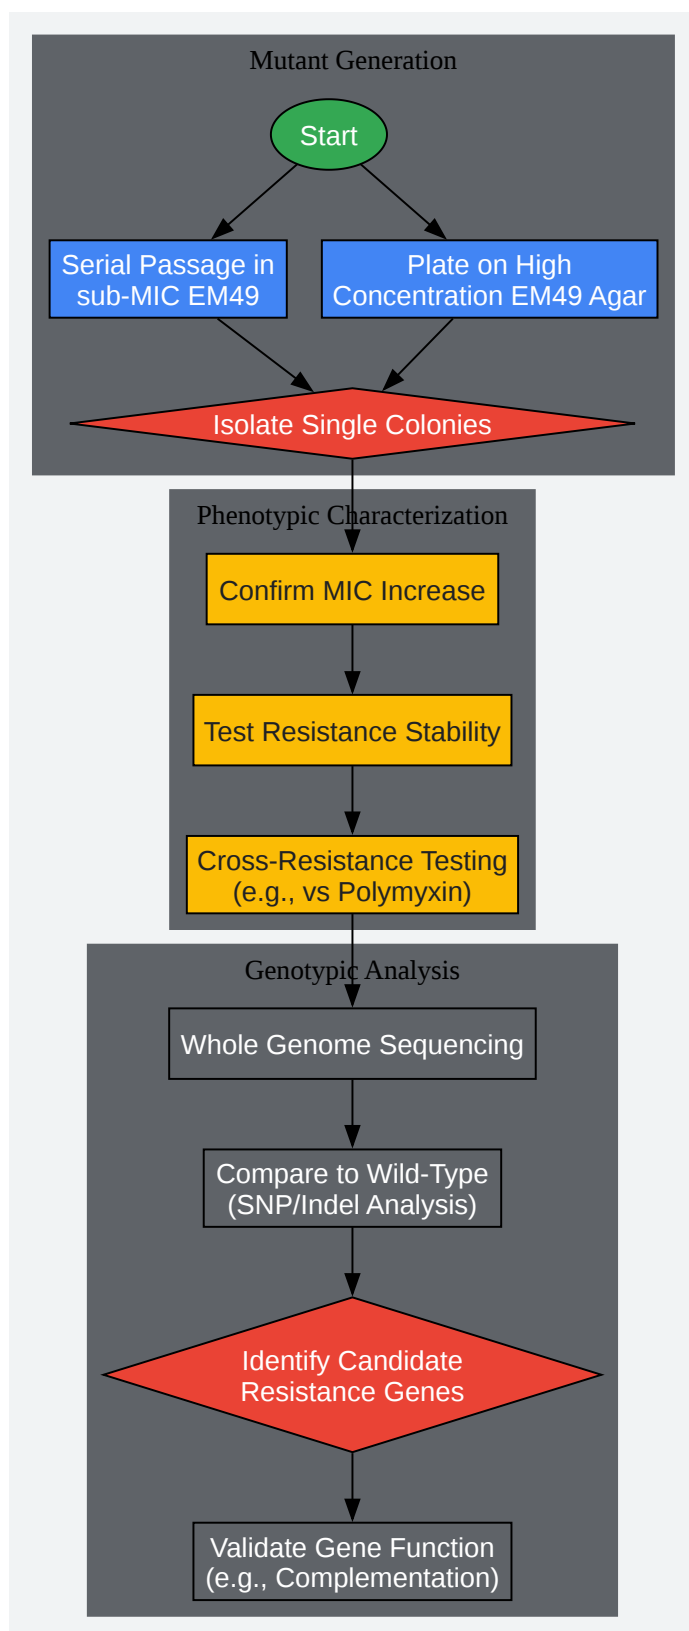 Mutant Generation
Start
Serial Passage in
sub-MIC EM49
Plate on High
Concentration EM49 Agar
Isolate Single Colonies
Phenotypic Characterization
Confirm MIC Increase
Test Resistance Stability
Cross-Resistance Testing
(e.g., vs Polymyxin)
Genotypic Analysis
Whole Genome Sequencing
Compare to Wild-Type
(SNP/Indel Analysis)
Identify Candidate
Resistance Genes
Validate Gene Function
(e.g., Complementation)